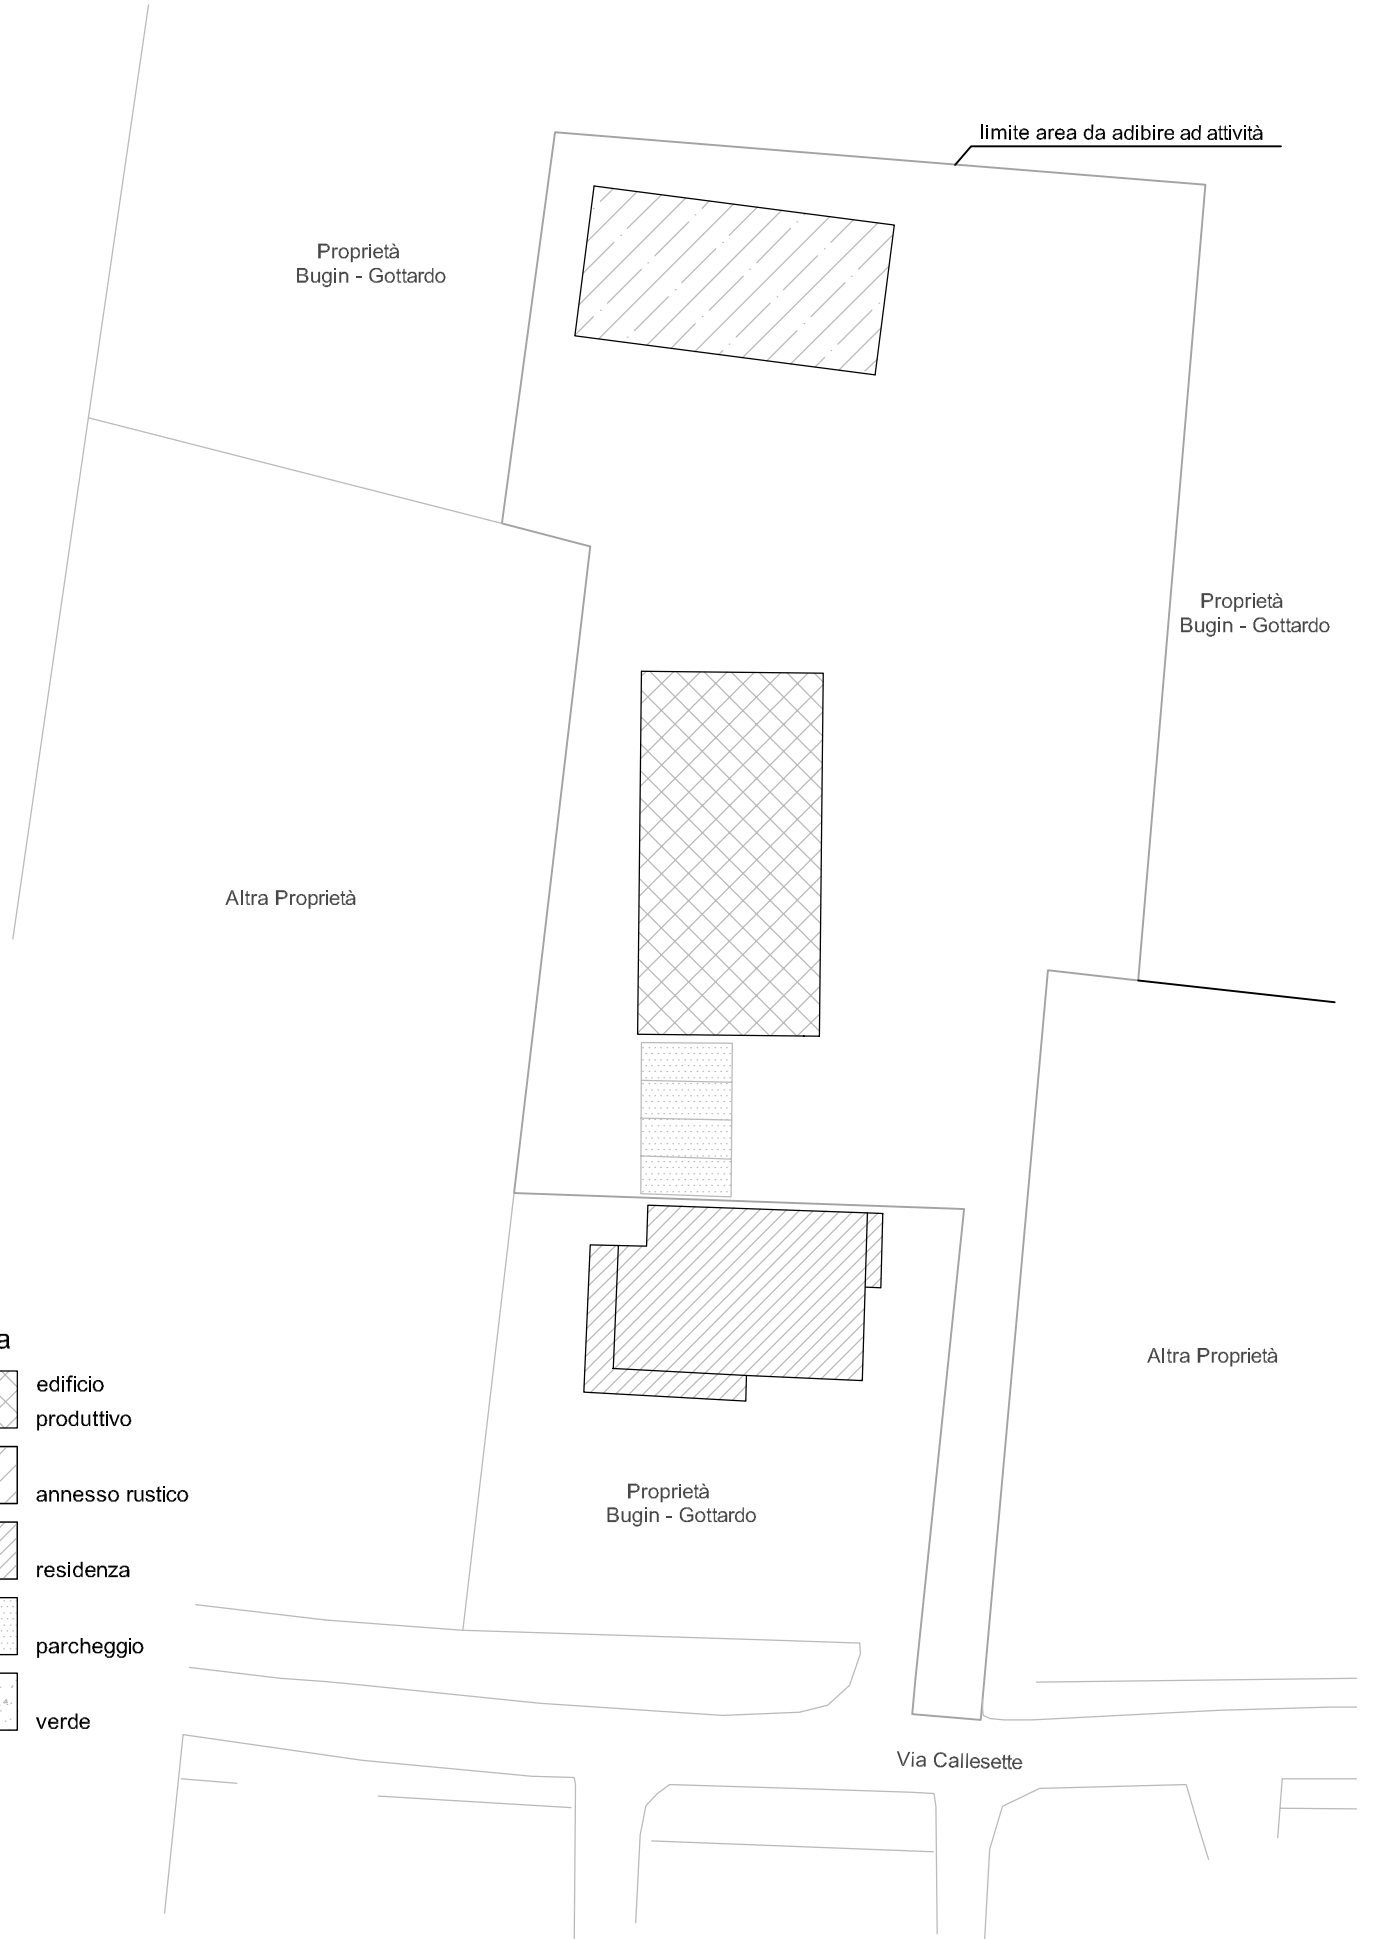 limite area da adibire ad attività
Proprietà
Bugin - Gottardo
Proprietà
Bugin - Gottardo
Altra Proprietà
a
edificio
produttivo
annesso rustico
residenza
parcheggio
verde
Altra Proprietà
Proprietà
Bugin - Gottardo
Via Callesette